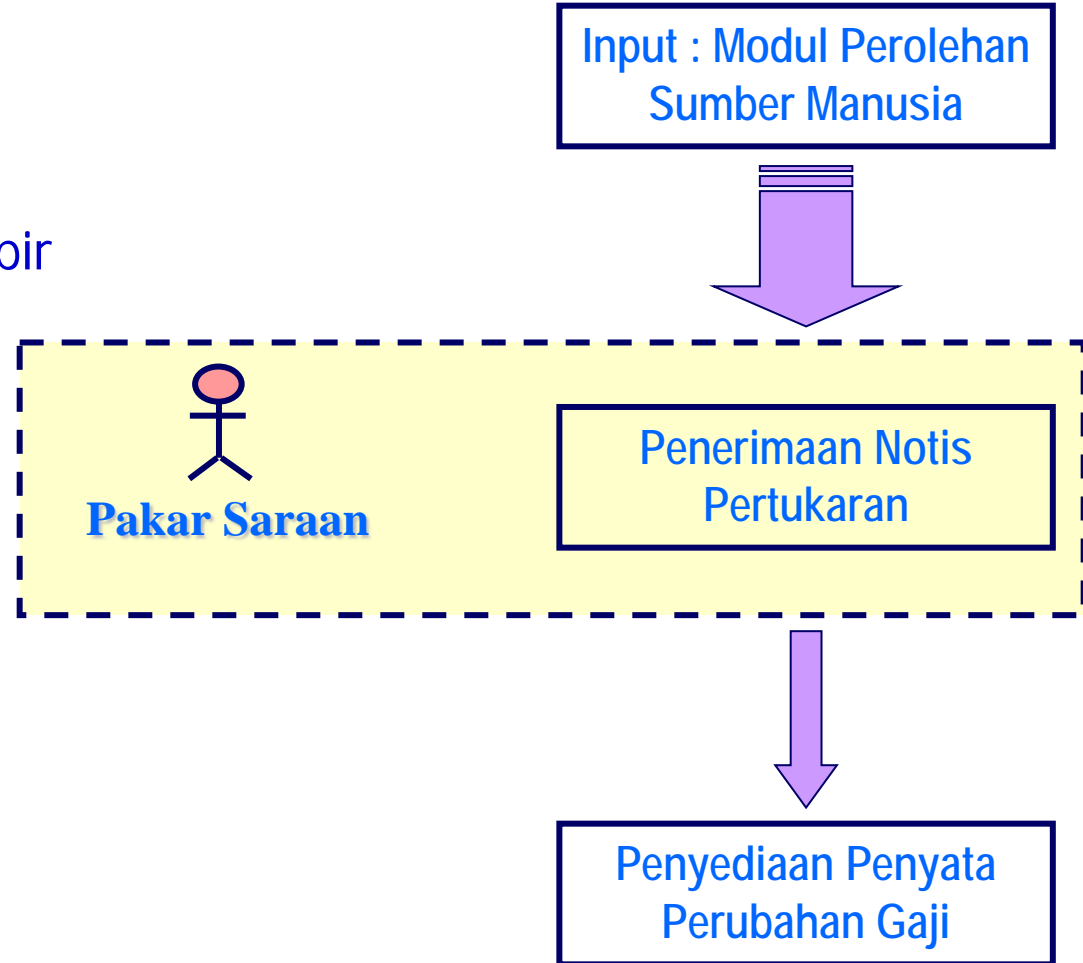 Input : Modul Perolehan
Sumber Manusia
Pakar Saraan
Penerimaan Notis
Pertukaran
Penyediaan Penyata
Perubahan Gaji